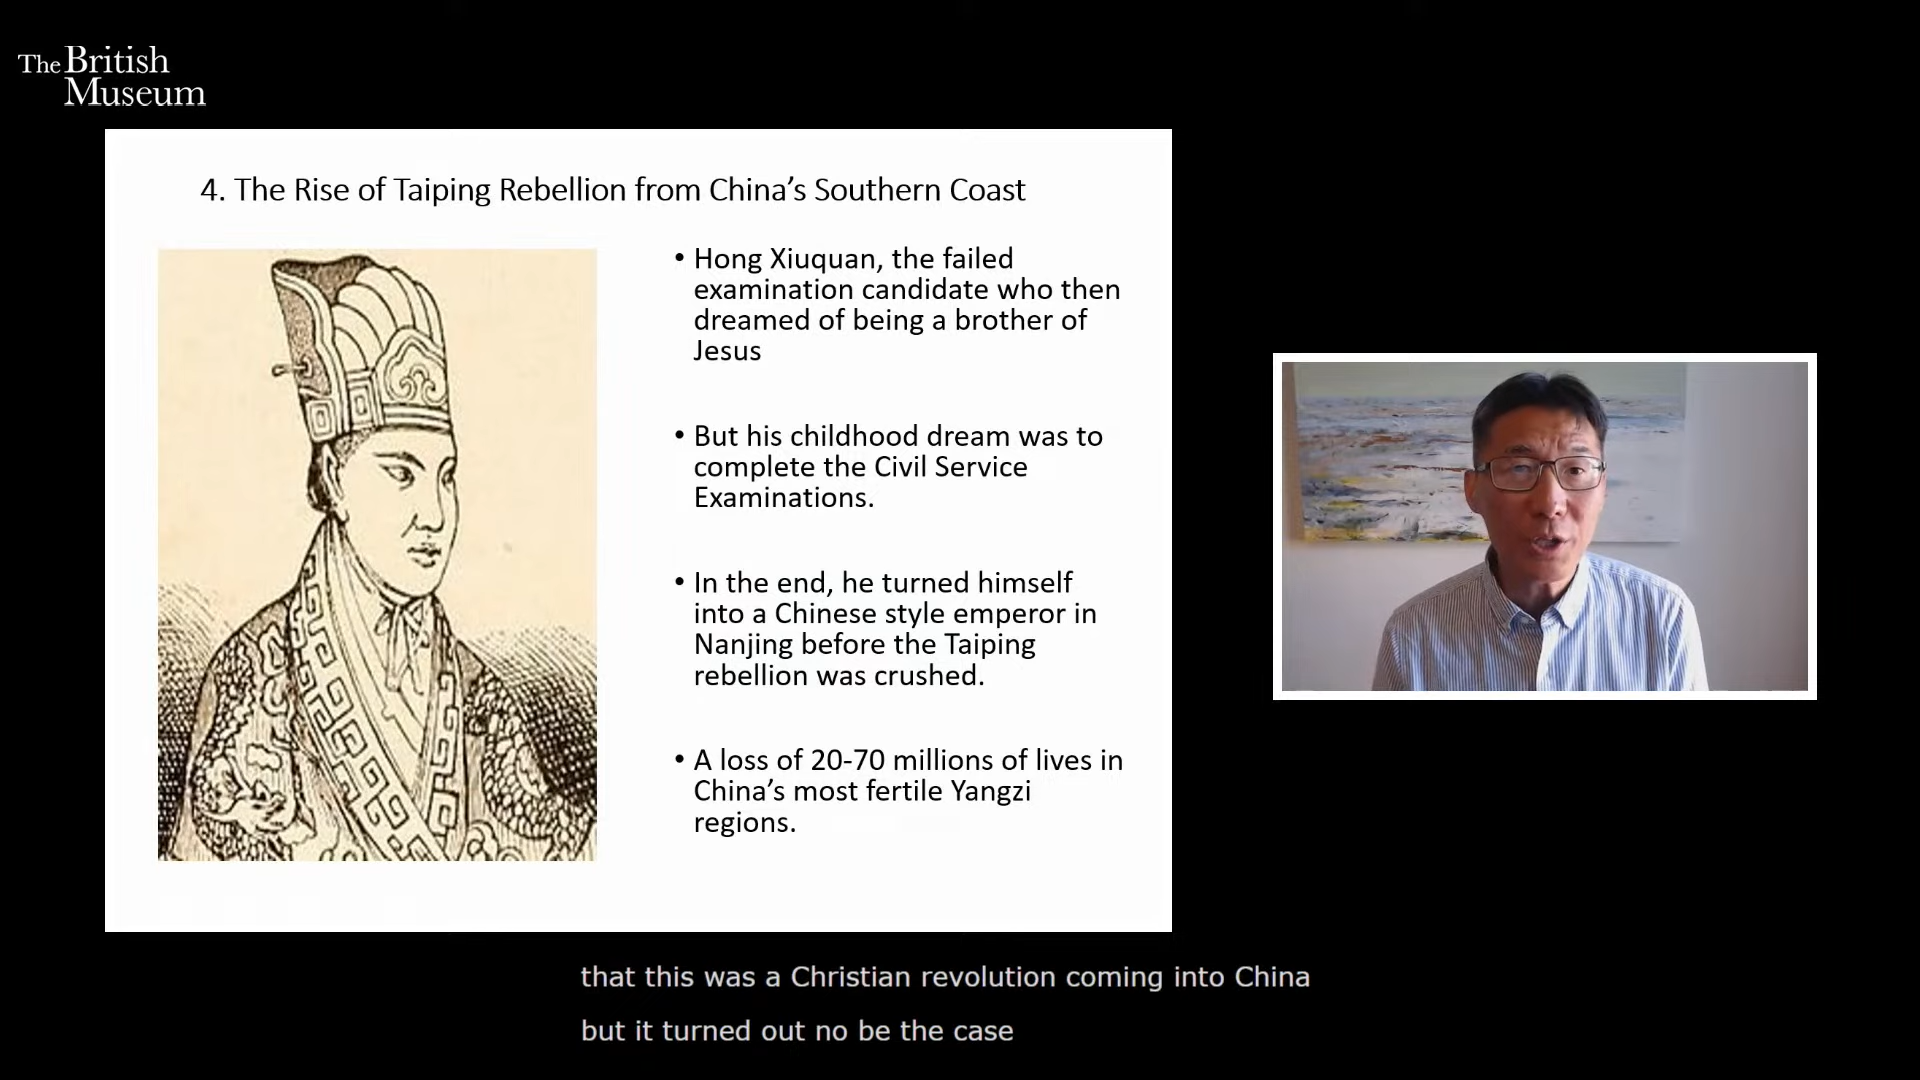 The British
Museum
4. The Rise of Taiping Rebellion from China's Southern Coast
• Hong Xiuquan, the failed
examination candidate who then
dreamed of being a brother of
Jesus
• But his childhood dream was to
complete the Civil Service
Examinations.
• In the end, he turned himself
into a Chinese style emperor in
Nanjing before the Taiping
rebellion was crushed.
• A loss of 20-70 millions of lives in
China's most fertile Yangzi
regions.
that this was a Christian revolution coming into China
but it turned out no be the case